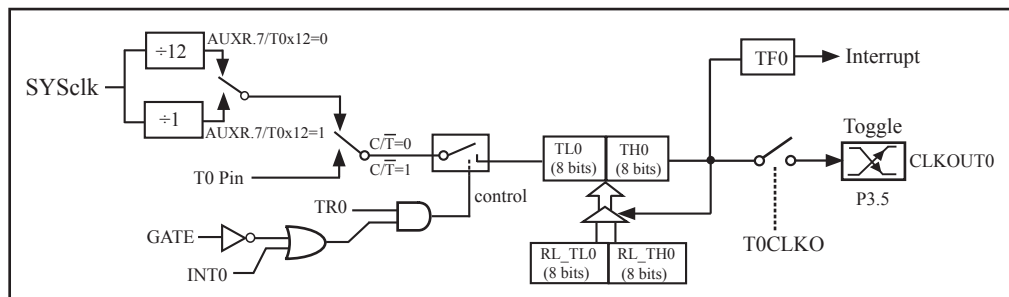 SYSclk
÷12
AUXR.7/T0x12=0
÷1
AUXR.7/T0x12=1
T0 Pin
C/T̅=0
C/T̅=1
control
TR0
GATE
INT0
TL0
(8 bits)
TH0
(8 bits)
RL_TL0
(8 bits)
RL_TH0
(8 bits)
TF0
Interrupt
Toggle
CLKOUT0
P3.5
T0CLKO